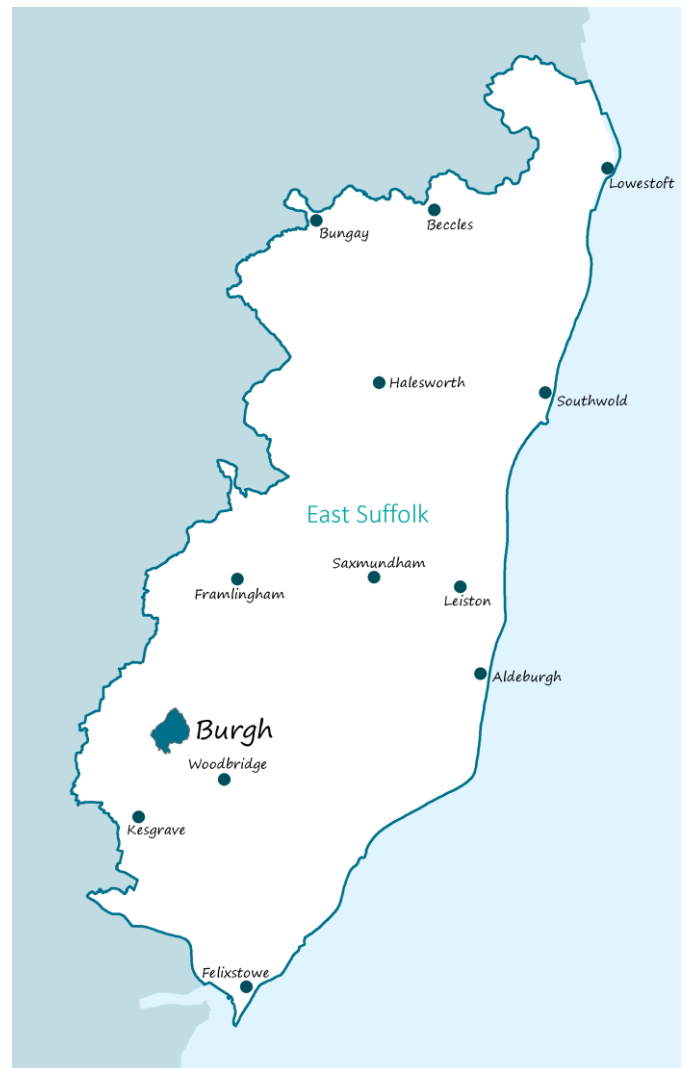 Lowestoft
Beccles
Bungay
Halesworth
Southwold
East Suffolk
Saxmundham
Framlingham
Leiston
Aldeburgh
Burgh
Woodbridge
Kesgrave
Felixstowe